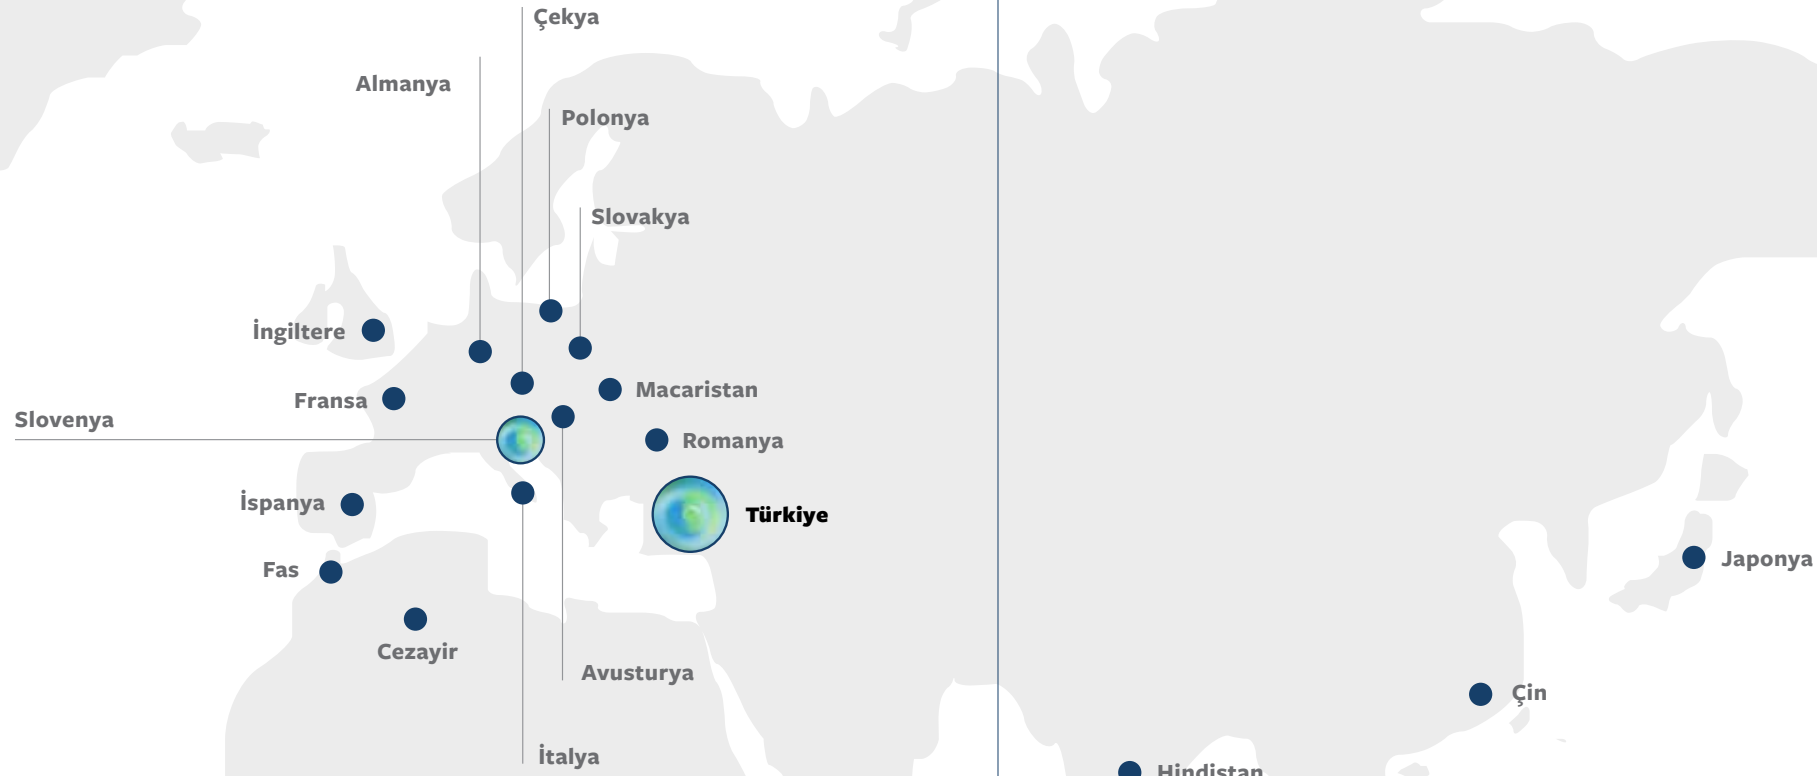 Çekya
Almanya
Polonya
Slovakya
İngiltere
Macaristan
Fransa
Slovenya
Romanya
İspanya
Türkiye
Japonya
Fas
Cezayir
Avusturya
Çin
İtalya
Hindistan